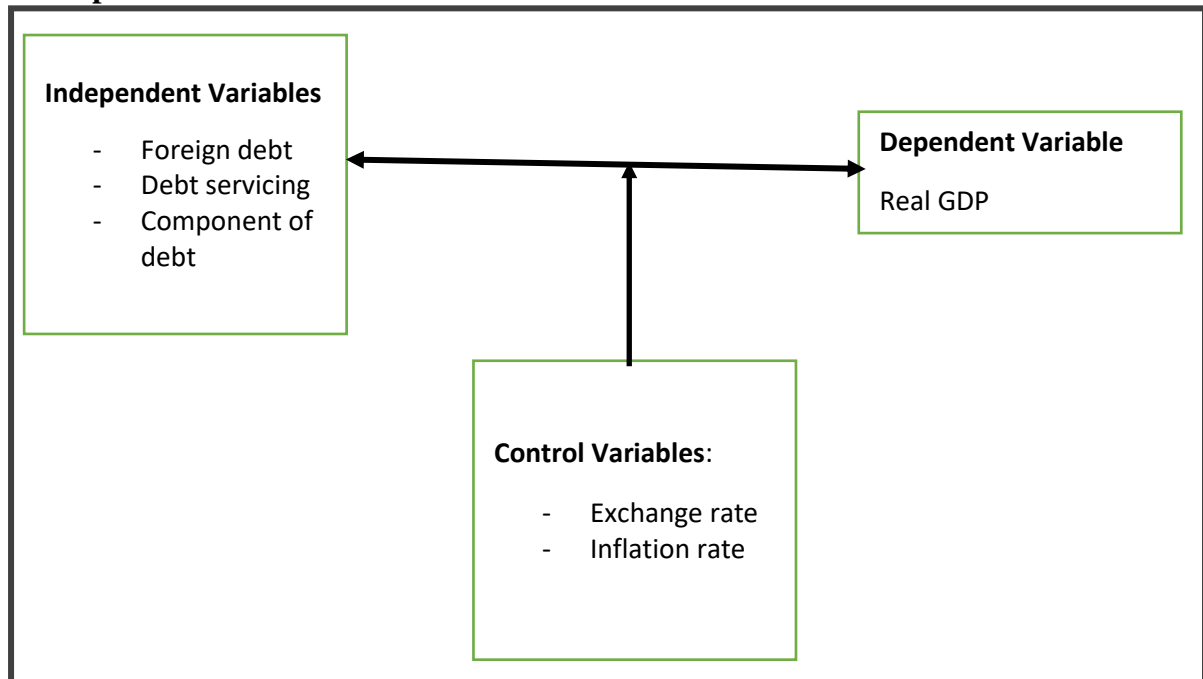 Independent Variables
- Foreign debt
- Debt servicing
- Component of
debt
Dependent Variable
Real GDP
Control Variables:
- Exchange rate
- Inflation rate